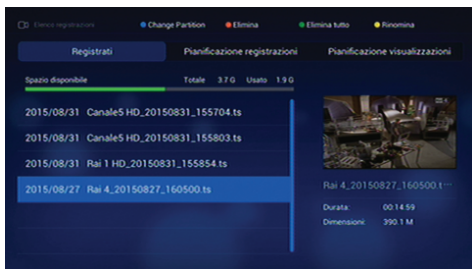 Elenco registrazioni Change Partition Elimina Elimina tutto Rinomina
Registrati Pianificazione registrazioni Pianificazione visualizzazioni
Spazio disponibile Totale 3.7 G Usato 1.9 G
2015/08/31 Canale5 HD_20150831_155704.ts
2015/08/31 Canale5 HD_20150831_155803.ts
2015/08/31 Rai 1 HD_20150831_155854.ts
2015/08/27 Rai 4_20150827_160500.ts
Rai 4_20150827_160500.t···
Durata: 00:14:59
Dimensioni: 390.1 M